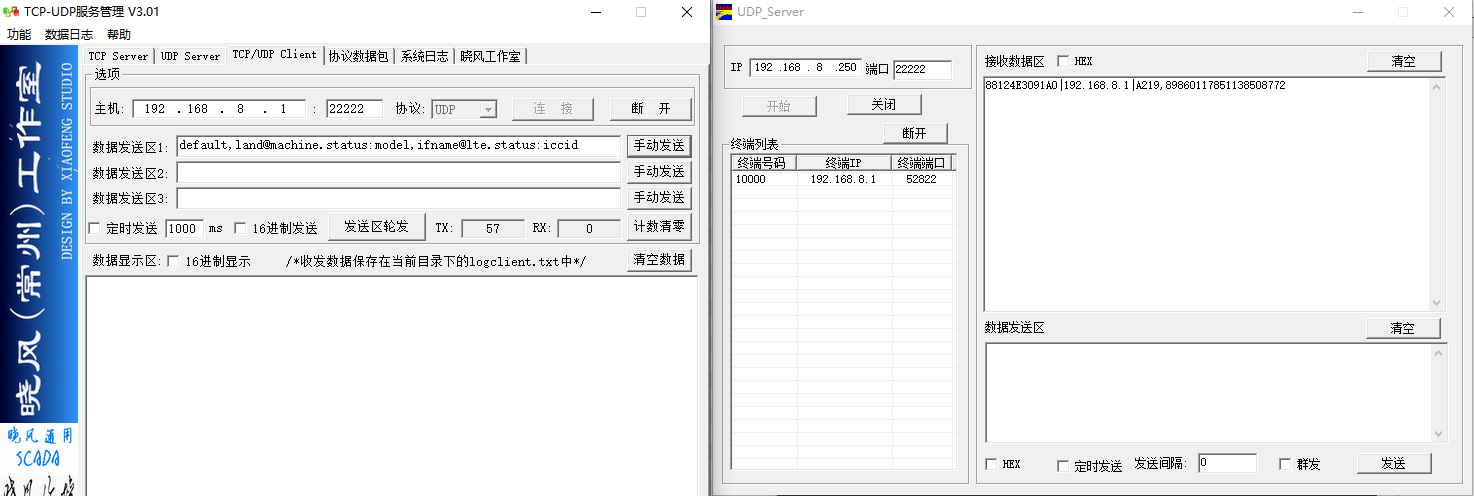 TCP-UDP服务管理 V3.01
功能 数据日志 帮助
晓风(常州)工作室
DESIGN BY XIAOFENG STUDIO
晓风通用
SCADA
TCP Server UDP Server TCP/UDP Client 协议数据包 系统日志 晓风工作室
选项
主机: 192 .168 . 8 . 1 : 22222 协议: UDP 连 接 断 开
数据发送区1: default,land@machine.status:model,ifname@lte.status:iccid 手动发送
数据发送区2: 手动发送
数据发送区3: 手动发送
定时发送 1000 ms 16进制发送 发送区轮发 TX: 57 RX: 0 计数清零
数据显示区: 16进制显示 /*收发数据保存在当前目录下的logclient.txt中*/ 清空数据
UDP_Server
IP 192 .168 . 8 .250 端口 22222
开始 关闭
断开
终端列表
终端号码 终端IP 终端端口
10000 192.168.8.1 52822
接收数据区 HEX 清空
88124E3091A0|192.168.8.1|A219,89860117851138508772
数据发送区 清空
HEX 定时发送 发送间隔: 0 群发 发送